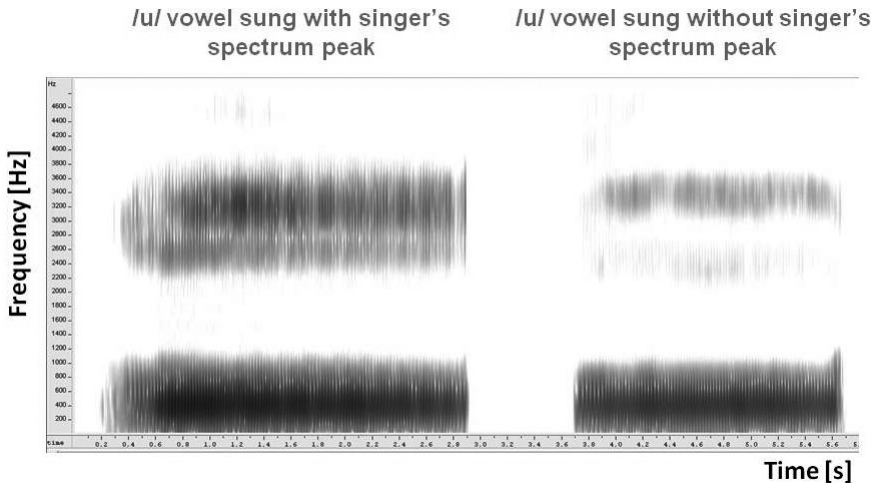 /u/ vowel sung with singer's
spectrum peak
/u/ vowel sung without singer's
spectrum peak
Frequency [Hz]
Hz
4600
4400
4200
4000
3800
3600
3400
3200
3000
2800
2600
2400
2200
2000
1800
1600
1400
1200
1000
800
600
400
200
time 0.2 0.4 0.6 0.8 1.0 1.2 1.4 1.6 1.8 2.0 2.2 2.4 2.6 2.8 3.0 3.2 3.4 3.6 3.8 4.0 4.2 4.4 4.6 4.8 5.0 5.2 5.4 5.6 5.
Time [s]